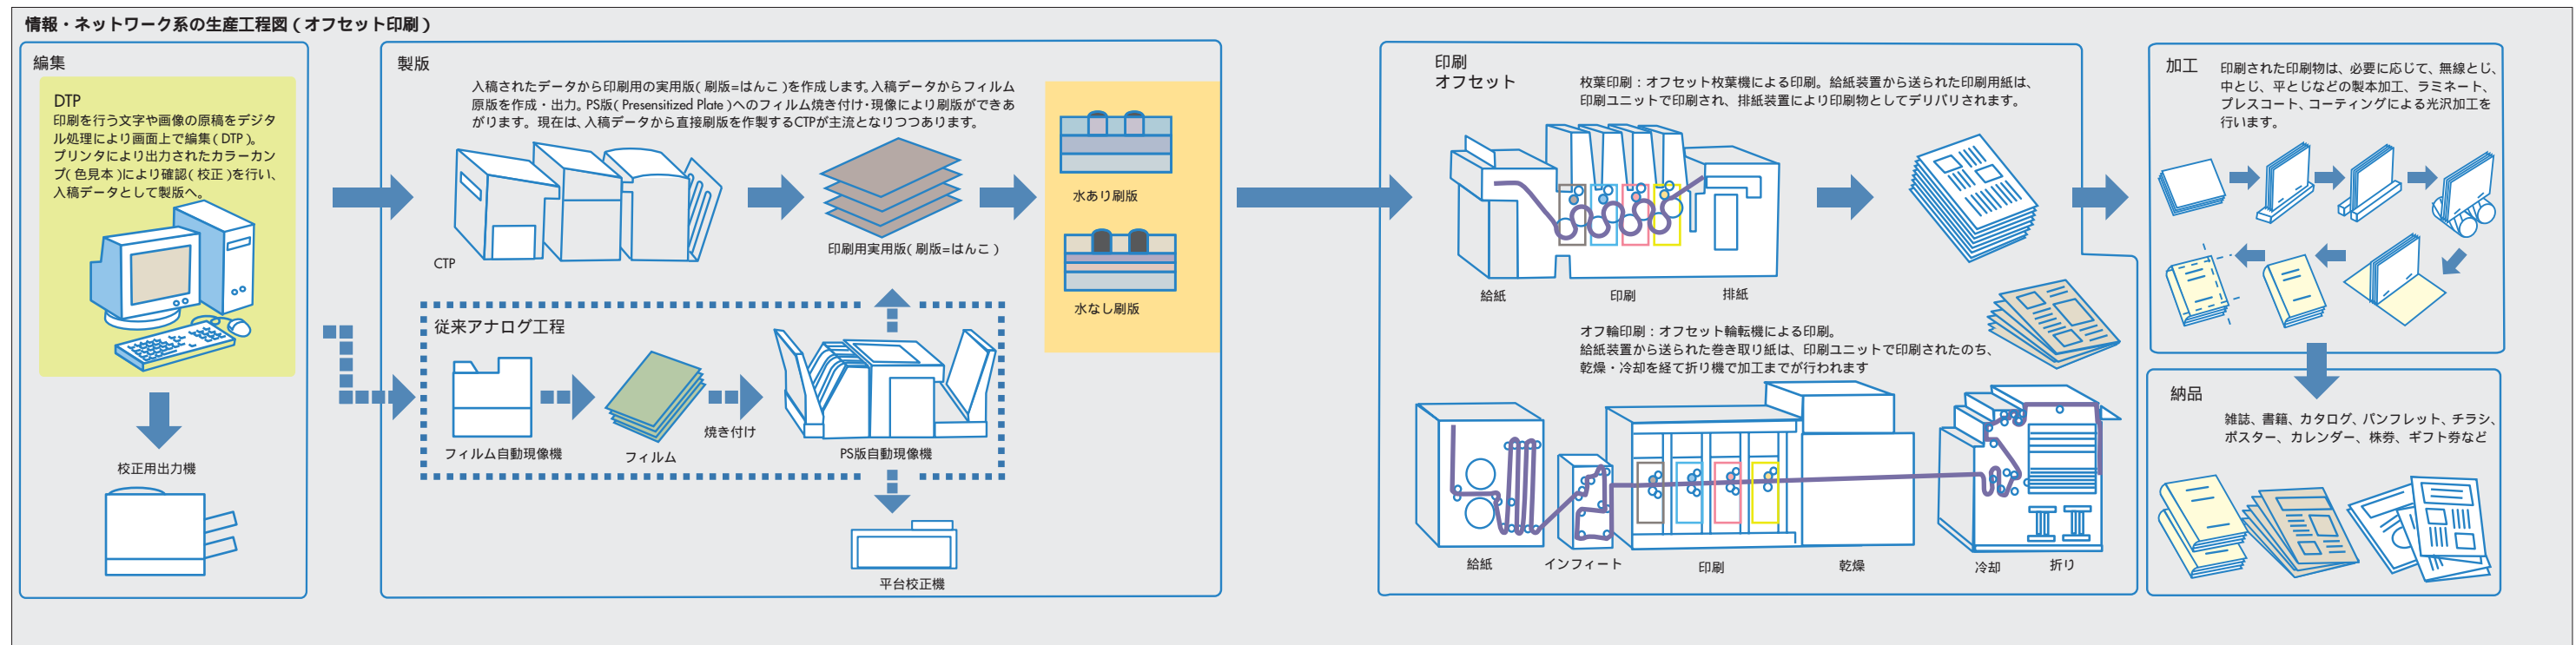 情報・ネットワーク系の生産工程図(オフセット印刷)
編集
DTP
印刷を行う文字や画像の原稿をデジタ
ル処理により画面上で編集(DTP)。
プリンタにより出力されたカラーカン
プ(色見本)により確認(校正)を行い、
入稿データとして製版へ。
校正用出力機
製版
入稿されたデータから印刷用の実用版(刷版=はんこ)を作成します。入稿データからフィルム
原版を作成・出力。PS版(Presensitized Plate)へのフィルム焼き付け・現像により刷版ができあ
がります。現在は、入稿データから直接刷版を作製するCTPが主流となりつつあります。
CTP
印刷用実用版(刷版=はんこ)
水あり刷版
水なし刷版
従来アナログ工程
フィルム自動現像機
フィルム
焼き付け
PS版自動現像機
平台校正機
印刷
オフセット
枚葉印刷:オフセット枚葉機による印刷。給紙装置から送られた印刷用紙は、
印刷ユニットで印刷され、排紙装置により印刷物としてデリバリされます。
給紙
印刷
排紙
オフ輪印刷:オフセット輪転機による印刷。
給紙装置から送られた巻き取り紙は、印刷ユニットで印刷されたのち、
乾燥・冷却を経て折り機で加工までが行われます
給紙
インフィート
印刷
乾燥
冷却
折り
加工
印刷された印刷物は、必要に応じて、無線とじ、
中とじ、平とじなどの製本加工、ラミネート、
プレスコート、コーティングによる光沢加工を
行います。
納品
雑誌、書籍、カタログ、パンフレット、チラシ、
ポスター、カレンダー、株券、ギフト券など